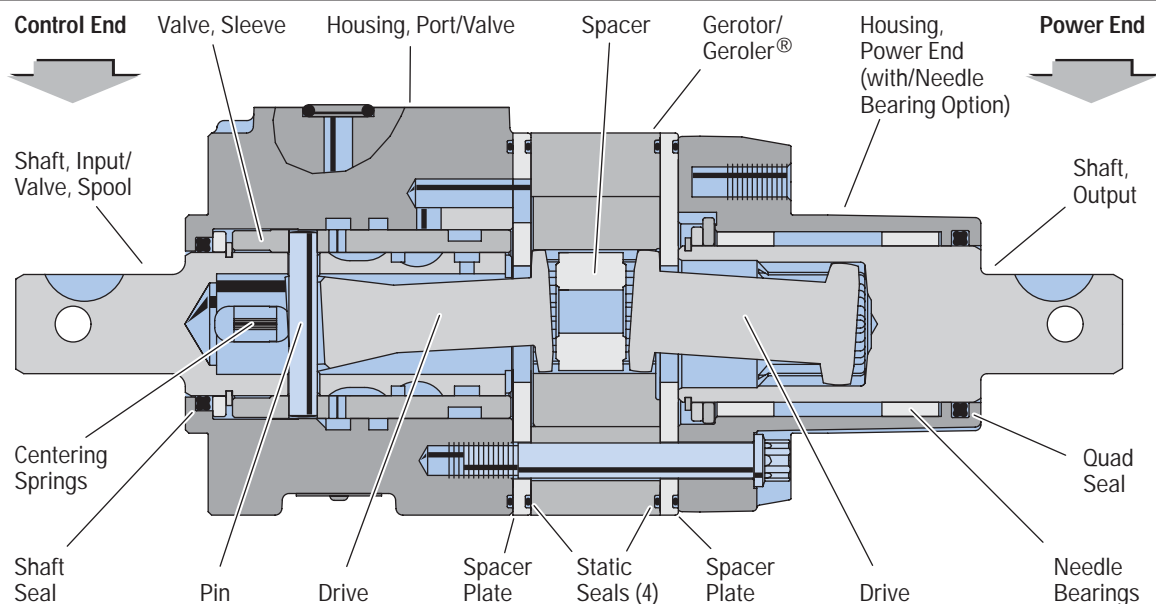 Control End
Valve, Sleeve
Housing, Port/Valve
Spacer
Gerotor/
Geroler®
Housing,
Power End
(with/Needle
Bearing Option)
Power End
Shaft, Input/
Valve, Spool
Shaft,
Output
Centering
Springs
Quad
Seal
Shaft
Seal
Pin
Drive
Spacer
Plate
Static
Seals (4)
Spacer
Plate
Drive
Needle
Bearings